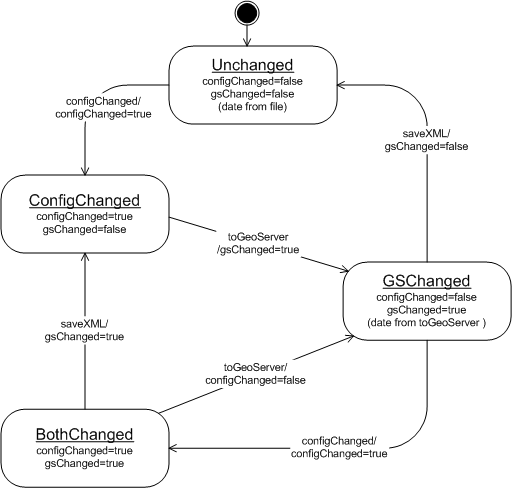 Unchanged
configChanged=false
gsChanged=false
(date from file)
configChanged/
configChanged=true
saveXML/
gsChanged=false
ConfigChanged
configChanged=true
gsChanged=false
toGeoServer
/gsChanged=true
GSChanged
configChanged=false
gsChanged=true
(date from toGeoServer )
saveXML/
gsChanged=true
toGeoServer/
configChanged=false
BothChanged
configChanged=true
gsChanged=true
configChanged/
configChanged=true